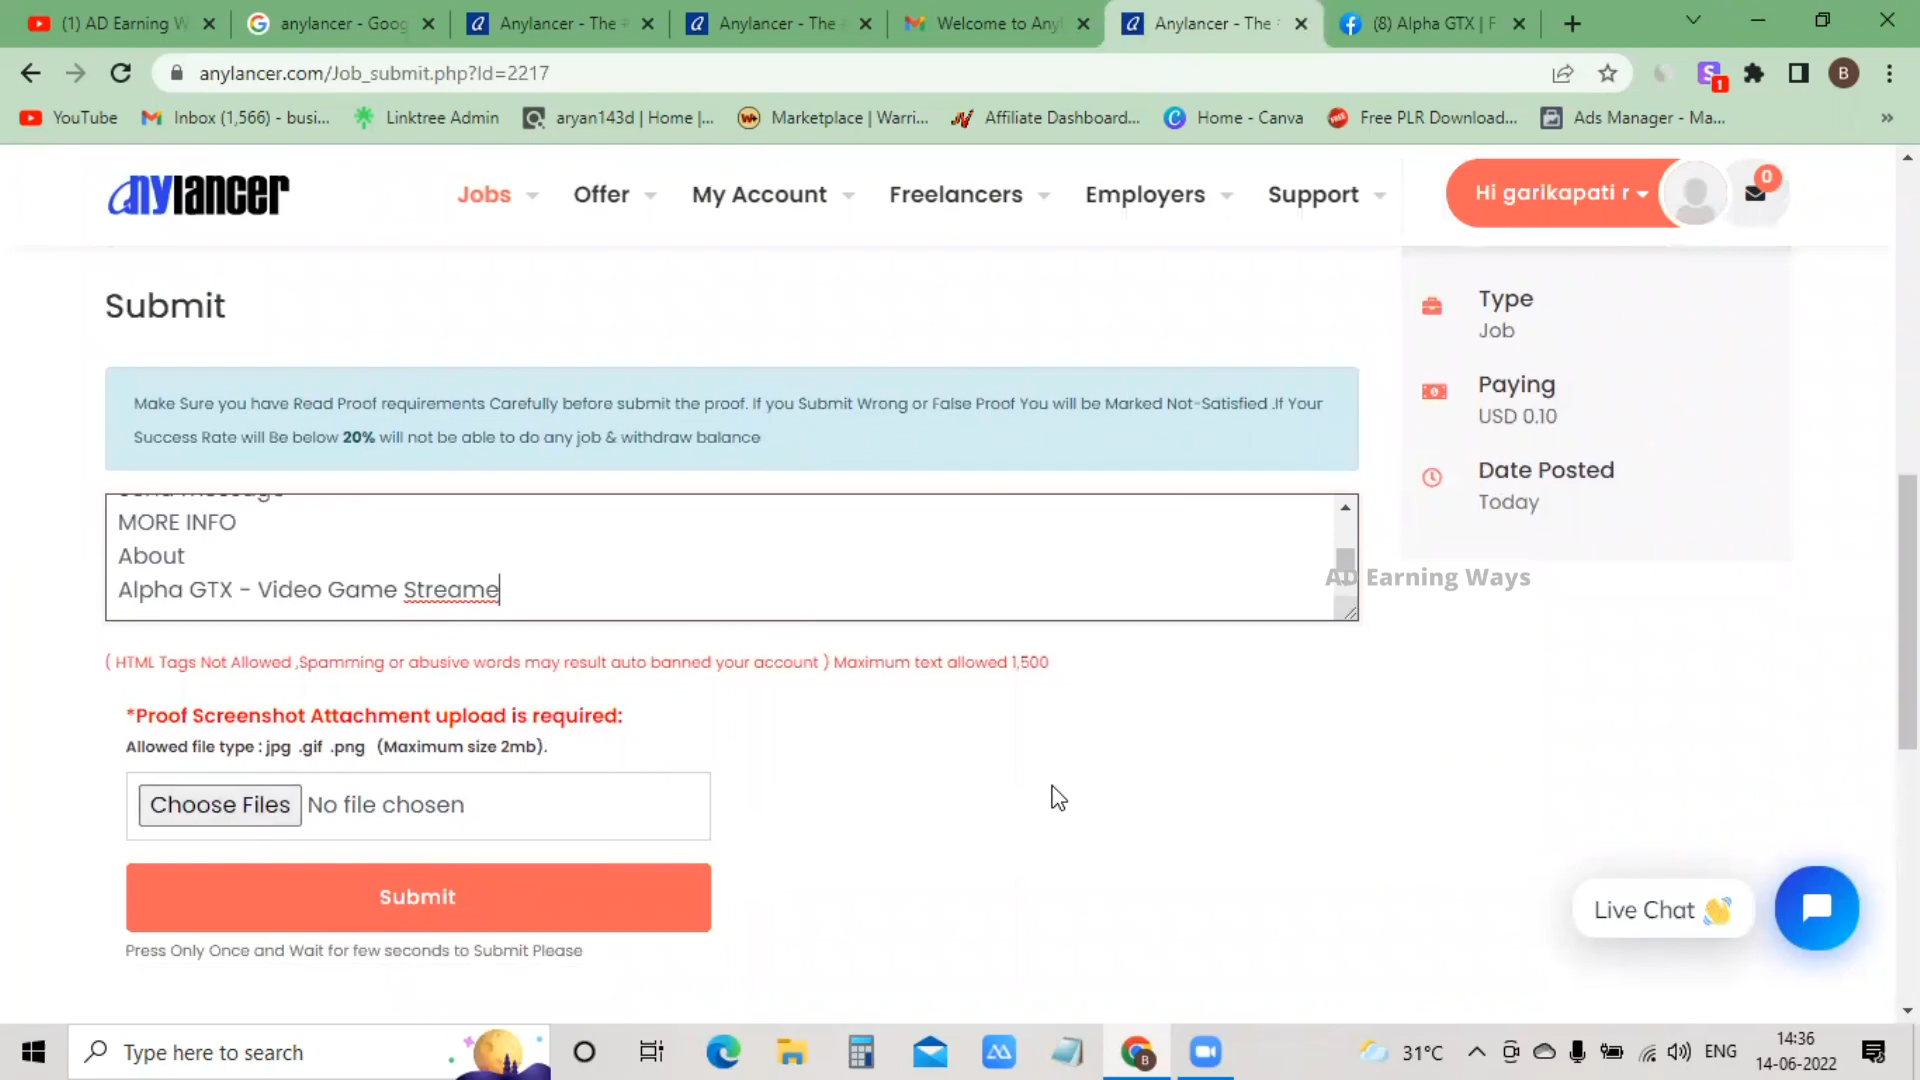 (1) AD Earning W
anylancer - Goog
Anylancer - The
Anylancer - The
Welcome to Any
Anylancer - The
(8) Alpha GTX | F
anylancer.com/Job_submit.php?Id=2217
S
1
B
YouTube
Inbox (1,566) - busi...
Linktree Admin
aryan143d | Home |...
Marketplace | Warri...
Affiliate Dashboard...
Home - Canva
Free PLR Download...
Ads Manager - Ma...
»
anylancer
Jobs
Offer
My Account
Freelancers
Employers
Support
Hi garikapati r
0
Submit
Type
Job
Make Sure you have Read Proof requirements Carefully before submit the proof. If you Submit Wrong or False Proof You will be Marked Not-Satisfied .If Your
Success Rate will Be below 20% will not be able to do any job & withdraw balance
Paying
USD 0.10
Date Posted
Today
MORE INFO
About
Alpha GTX - Video Game Streame
AD Earning Ways
( HTML Tags Not Allowed ,Spamming or abusive words may result auto banned your account ) Maximum text allowed 1,500
*Proof Screenshot Attachment upload is required:
Allowed file type : jpg .gif .png (Maximum size 2mb).
Choose Files No file chosen
Submit
Press Only Once and Wait for few seconds to Submit Please
Live Chat 👋
Type here to search
B
31°C
ENG
14:36
14-06-2022